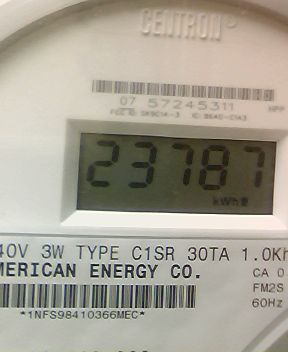 CENTRON
07 57245311
23787
kWh
40V 3W TYPE C1SR 30TA 1.0Kh
MERICAN ENERGY CO.
CA 0
FM2S
60Hz
*1NFS98410366MEC*